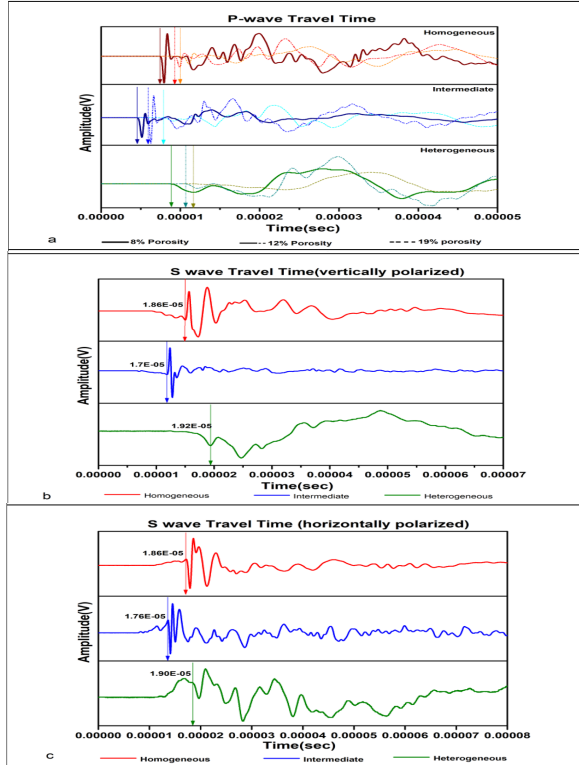 P-wave Travel Time
Homogeneous
Intermediate
Amplitude(V)
Heterogeneous
0.00000 0.00001 0.00002 0.00003 0.00004 0.00005
Time(sec)
a
8% Porosity 12% Porosity 19% porosity
S wave Travel Time(vertically polarized)
1.86E-05
1.7E-05
Amplitude(V)
1.92E-05
0.00000 0.00001 0.00002 0.00003 0.00004 0.00005 0.00006 0.00007
Time(sec)
b
Homogeneous Intermediate Heterogeneous
S wave Travel Time (horizontally polarized)
1.86E-05
1.76E-05
Amplitude(V)
1.90E-05
0.00000 0.00001 0.00002 0.00003 0.00004 0.00005 0.00006 0.00007 0.00008
Time(sec)
c
Homogeneous Intermediate Heterogeneous